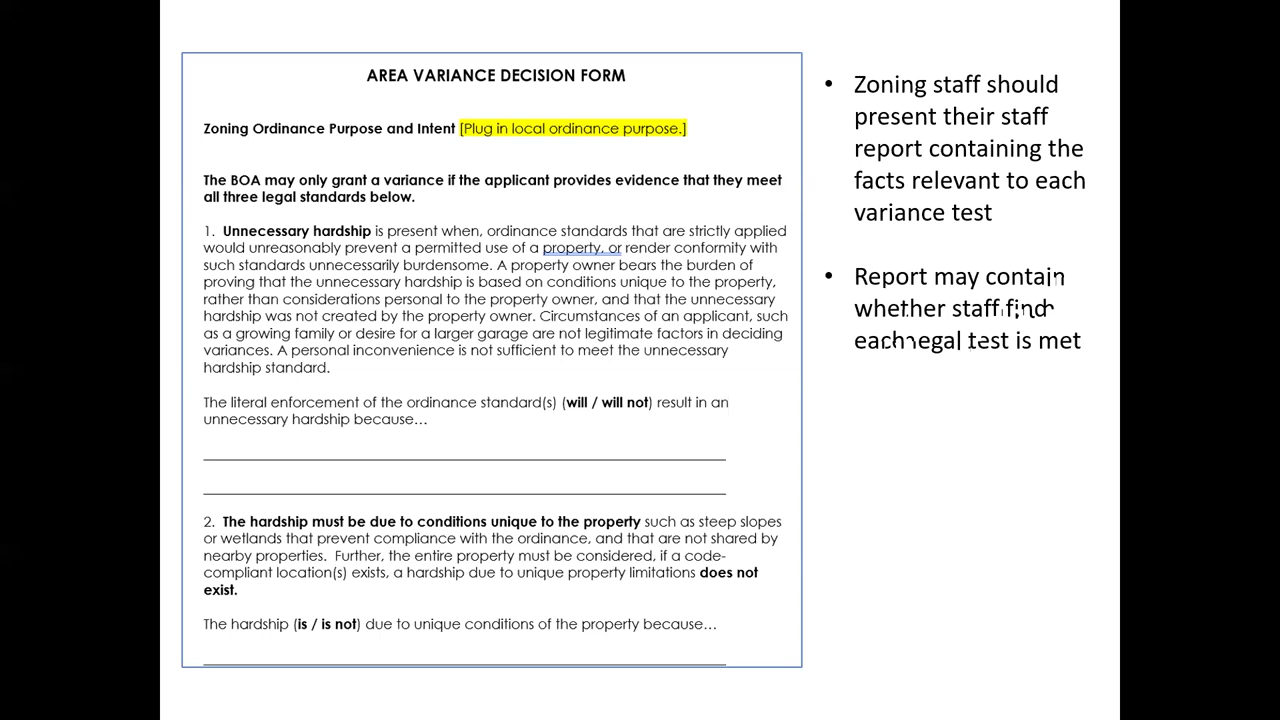 AREA VARIANCE DECISION FORM
Zoning Ordinance Purpose and Intent [Plug in local ordinance purpose.]
The BOA may only grant a variance if the applicant provides evidence that they meet
all three legal standards below.
1. Unnecessary hardship is present when, ordinance standards that are strictly applied
would unreasonably prevent a permitted use of a property, or render conformity with
such standards unnecessarily burdensome. A property owner bears the burden of
proving that the unnecessary hardship is based on conditions unique to the property,
rather than considerations personal to the property owner, and that the unnecessary
hardship was not created by the property owner. Circumstances of an applicant, such
as a growing family or desire for a larger garage are not legitimate factors in deciding
variances. A personal inconvenience is not sufficient to meet the unnecessary
hardship standard.
The literal enforcement of the ordinance standard(s) (will / will not) result in an
unnecessary hardship because…
2. The hardship must be due to conditions unique to the property such as steep slopes
or wetlands that prevent compliance with the ordinance, and that are not shared by
nearby properties. Further, the entire property must be considered, if a code-
compliant location(s) exists, a hardship due to unique property limitations does not
exist.
The hardship (is / is not) due to unique conditions of the property because…
• Zoning staff should
present their staff
report containing the
facts relevant to each
variance test
• Report may contain
whether staff find
each legal test is met